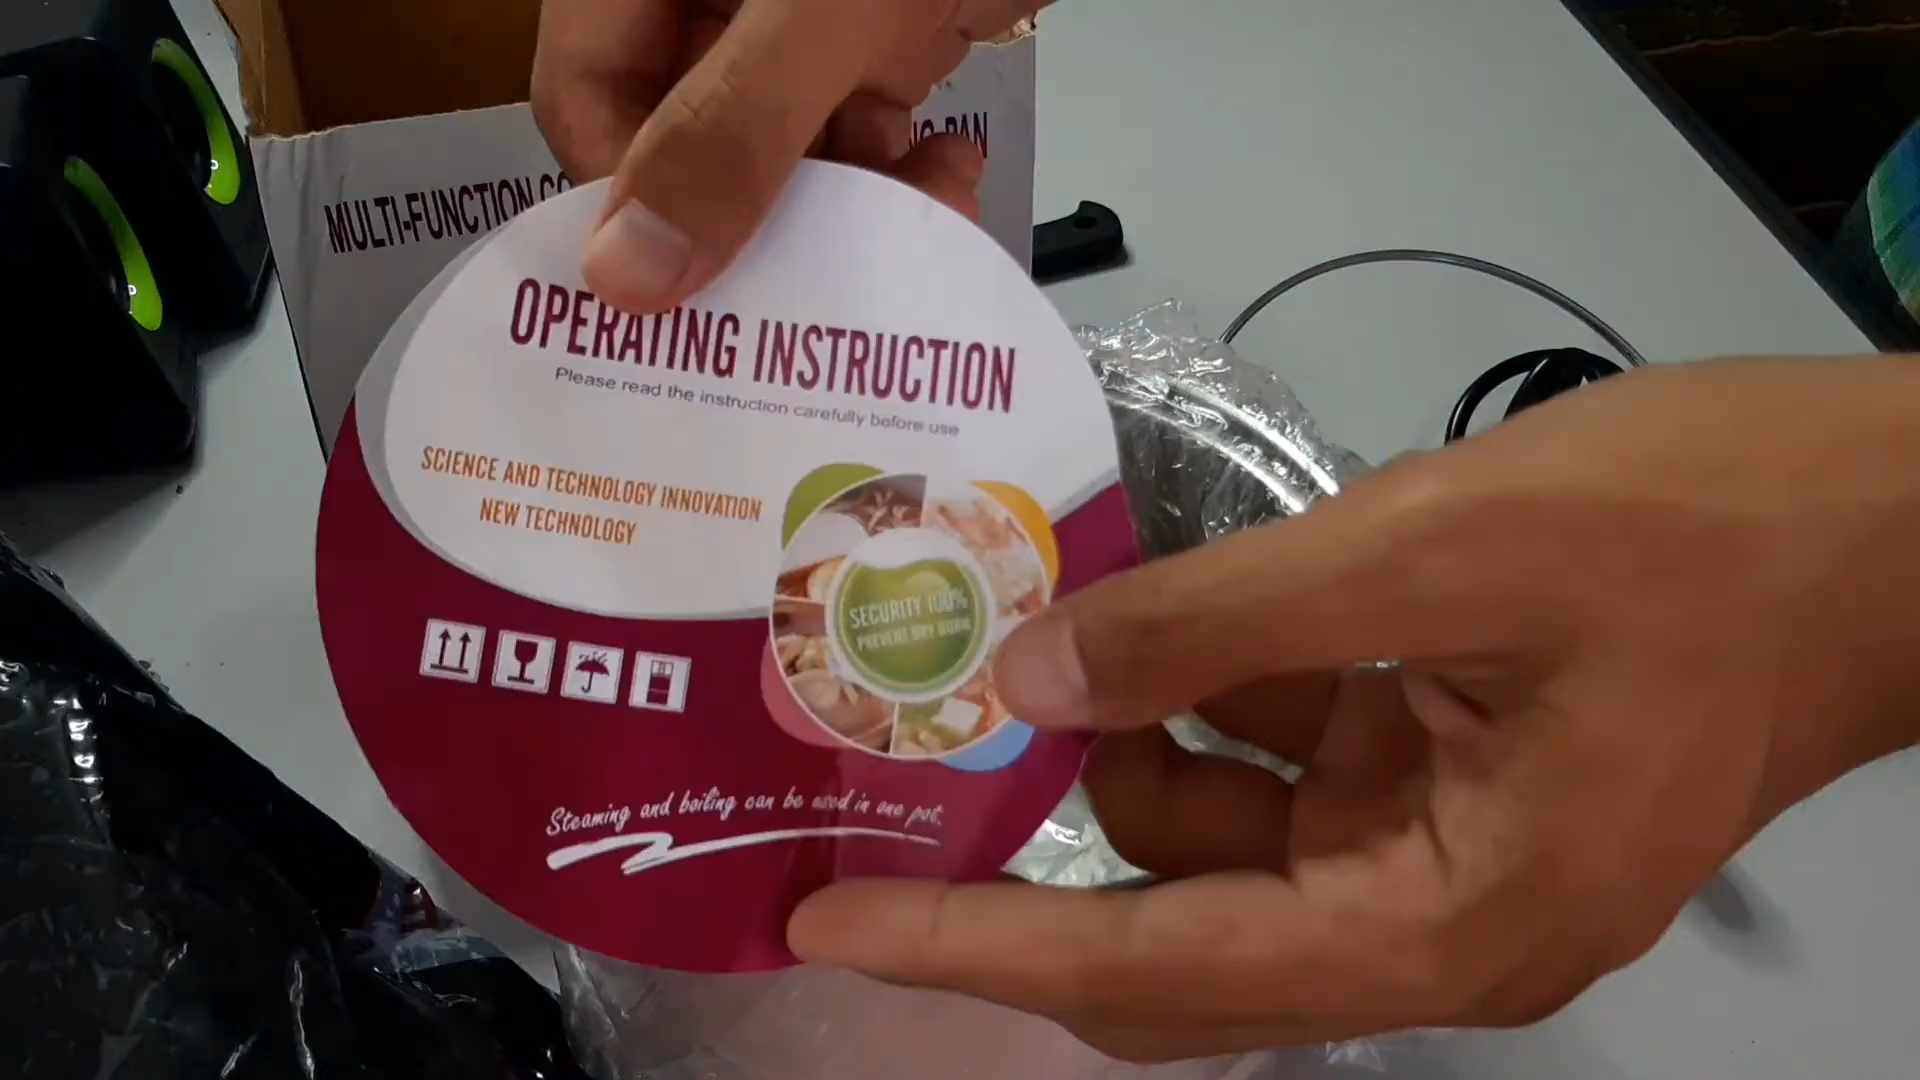 MULTI-FUNCTION
PAN
OPERATING INSTRUCTION
Please read the instruction carefully before use
SCIENCE AND TECHNOLOGY INNOVATION
NEW TECHNOLOGY
SECURITY 100%
PREVENT DRY BURN
Steaming and boiling can be used in one pot.